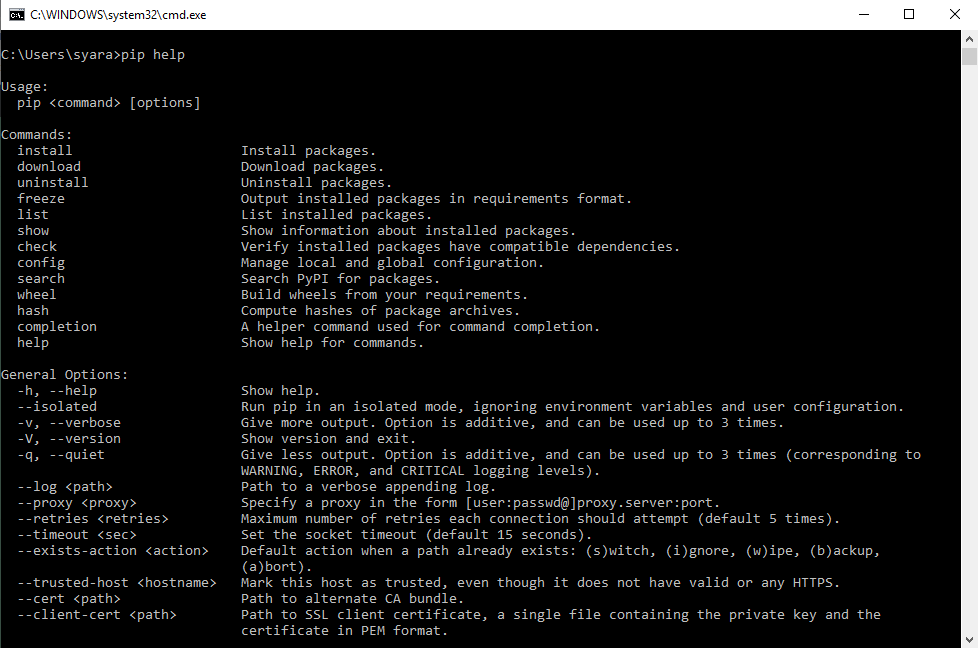 C:\WINDOWS\system32\cmd.exe
C:\Users\syara>pip help
Usage:
  pip <command> [options]
Commands:
  install                     Install packages.
  download                    Download packages.
  uninstall                   Uninstall packages.
  freeze                      Output installed packages in requirements format.
  list                        List installed packages.
  show                        Show information about installed packages.
  check                       Verify installed packages have compatible dependencies.
  config                      Manage local and global configuration.
  search                      Search PyPI for packages.
  wheel                       Build wheels from your requirements.
  hash                        Compute hashes of package archives.
  completion                  A helper command used for command completion.
  help                        Show help for commands.
General Options:
  -h, --help                  Show help.
  --isolated                  Run pip in an isolated mode, ignoring environment variables and user configuration.
  -v, --verbose               Give more output. Option is additive, and can be used up to 3 times.
  -V, --version               Show version and exit.
  -q, --quiet                 Give less output. Option is additive, and can be used up to 3 times (corresponding to
                              WARNING, ERROR, and CRITICAL logging levels).
  --log <path>                Path to a verbose appending log.
  --proxy <proxy>             Specify a proxy in the form [user:passwd@]proxy.server:port.
  --retries <retries>         Maximum number of retries each connection should attempt (default 5 times).
  --timeout <sec>             Set the socket timeout (default 15 seconds).
  --exists-action <action>    Default action when a path already exists: (s)witch, (i)gnore, (w)ipe, (b)ackup,
                              (a)bort).
  --trusted-host <hostname>   Mark this host as trusted, even though it does not have valid or any HTTPS.
  --cert <path>               Path to alternate CA bundle.
  --client-cert <path>        Path to SSL client certificate, a single file containing the private key and the
                              certificate in PEM format.